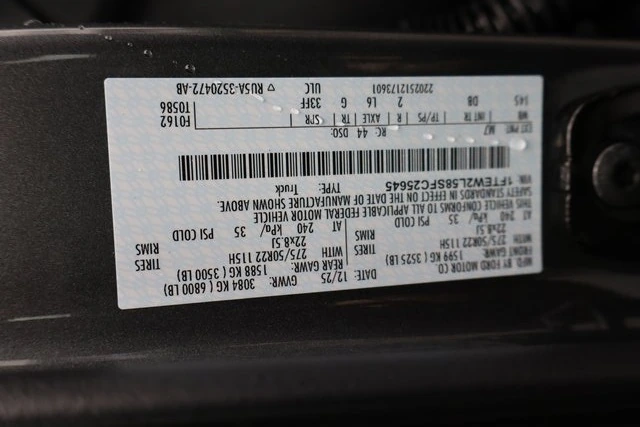 MFD. BY FORD MOTOR CO
DATE: 12/25 GVWR: 3084 KG ( 6800 LB)
FRONT GAWR: 1599 KG ( 3525 LB) REAR GAWR: 1588 KG ( 3500 LB)
275/50R22 115H TIRES 275/50R22 115H TIRES
22x8.5J RIMS 22x8.5J RIMS
AT 240 kPa/ 35 PSI COLD AT 240 kPa/ 35 PSI COLD
THIS VEHICLE CONFORMS TO ALL APPLICABLE FEDERAL MOTOR VEHICLE
SAFETY STANDARDS IN EFFECT ON THE DATE OF MANUFACTURE SHOWN ABOVE.
VIN: 1FTEW2L58SFC25645 TYPE: Truck
EXT PNT: M7 RC: 44 DSO: F0162
WB INT TR TP/PS R AXLE TR SPR T0586
145 DB 2 L6 G 33FF
2202512173601 ULC ▽ RU5A-3520472-AB